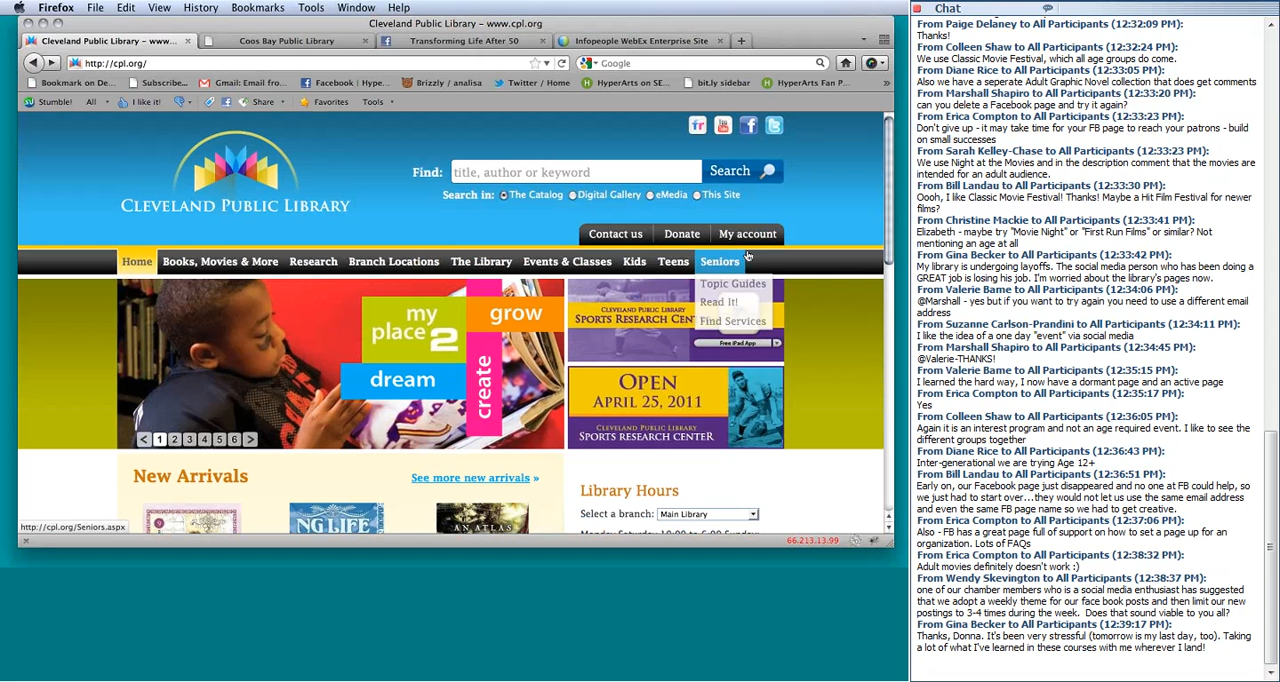 Firefox File Edit View History Bookmarks Tools Window Help
Cleveland Public Library - www.cpl.org
Cleveland Public Library - www... Coos Bay Public Library Transforming Life After 50 Infopeople WebEx Enterprise Site
http://cpl.org/ Google
Bookmark on De... Subscribe... Gmail: Email fro... Facebook | Hype... Brizzly / analisa Twitter / Home HyperArts on SE... bit.ly sidebar HyperArts Fan P...
Stumble! All I like it! Share Favorites Tools
CLEVELAND PUBLIC LIBRARY
Find: title, author or keyword Search
Search in: The Catalog Digital Gallery eMedia This Site
Contact us Donate My account
Home Books, Movies & More Research Branch Locations The Library Events & Classes Kids Teens Seniors
Topic Guides
Read It!
Find Services
my place 2
grow
dream
create
< 1 2 3 4 5 6 >
CLEVELAND PUBLIC LIBRARY
SPORTS RESEARCH CEN
Free iPad App
OPEN
APRIL 25, 2011
CLEVELAND PUBLIC LIBRARY
SPORTS RESEARCH CENTER
New Arrivals See more new arrivals »
NG LIFE
AN ATLAS
Library Hours
Select a branch: Main Library
http://cpl.org/Seniors.aspx
66.213.13.99
Chat
From Paige Delaney to All Participants (12:32:09 PM):
Thanks!
From Colleen Shaw to All Participants (12:32:24 PM):
We use Classic Movie Festival, which all age groups do come.
From Diane Rice to All Participants (12:33:05 PM):
Also we have a seperate Adult Graphic Novel collection that does get comments
From Marshall Shapiro to All Participants (12:33:20 PM):
can you delete a Facebook page and try it again?
From Erica Compton to All Participants (12:33:23 PM):
Don't give up - it may take time for your FB page to reach your patrons - build
on small successes
From Sarah Kelley-Chase to All Participants (12:33:23 PM):
We use Night at the Movies and in the description comment that the movies are
intended for an adult audience.
From Bill Landau to All Participants (12:33:30 PM):
Oooh, I like Classic Movie Festival! Thanks! Maybe a Hit Film Festival for newer
films?
From Christine Mackie to All Participants (12:33:41 PM):
Elizabeth - maybe try "Movie Night" or "First Run Films" or similar? Not
mentioning an age at all
From Gina Becker to All Participants (12:33:42 PM):
My library is undergoing layoffs. The social media person who has been doing a
GREAT job is losing his job. I'm worried about the library's pages now.
From Valerie Bame to All Participants (12:34:06 PM):
@Marshall - yes but if you want to try again you need to use a different email
address
From Suzanne Carlson-Prandini to All Participants (12:34:11 PM):
I like the idea of a one day "event" via social media
From Marshall Shapiro to All Participants (12:34:45 PM):
@Valerie-THANKS!
From Valerie Bame to All Participants (12:35:15 PM):
I learned the hard way, I now have a dormant page and an active page
From Erica Compton to All Participants (12:35:17 PM):
Yes
From Colleen Shaw to All Participants (12:36:05 PM):
Again it is an interest program and not an age required event. I like to see the
different groups together
From Diane Rice to All Participants (12:36:43 PM):
Inter-generational we are trying Age 12+
From Bill Landau to All Participants (12:36:51 PM):
Early on, our Facebook page just disappeared and no one at FB could help, so
we just had to start over...they would not let us use the same email address
and even the same FB page name so we had to get creative.
From Erica Compton to All Participants (12:37:06 PM):
Also - FB has a great page full of support on how to set a page up for an
organization. Lots of FAQs
From Erica Compton to All Participants (12:38:32 PM):
Adult movies definitely doesn't work :)
From Wendy Skevington to All Participants (12:38:37 PM):
one of our chamber members who is a social media enthusiast has suggested
that we adopt a weekly theme for our face book posts and then limit our new
postings to 3-4 times during the week. Does that sound viable to you all?
From Gina Becker to All Participants (12:39:17 PM):
Thanks, Donna. It's been very stressful (tomorrow is my last day, too). Taking
a lot of what I've learned in these courses with me wherever I land!